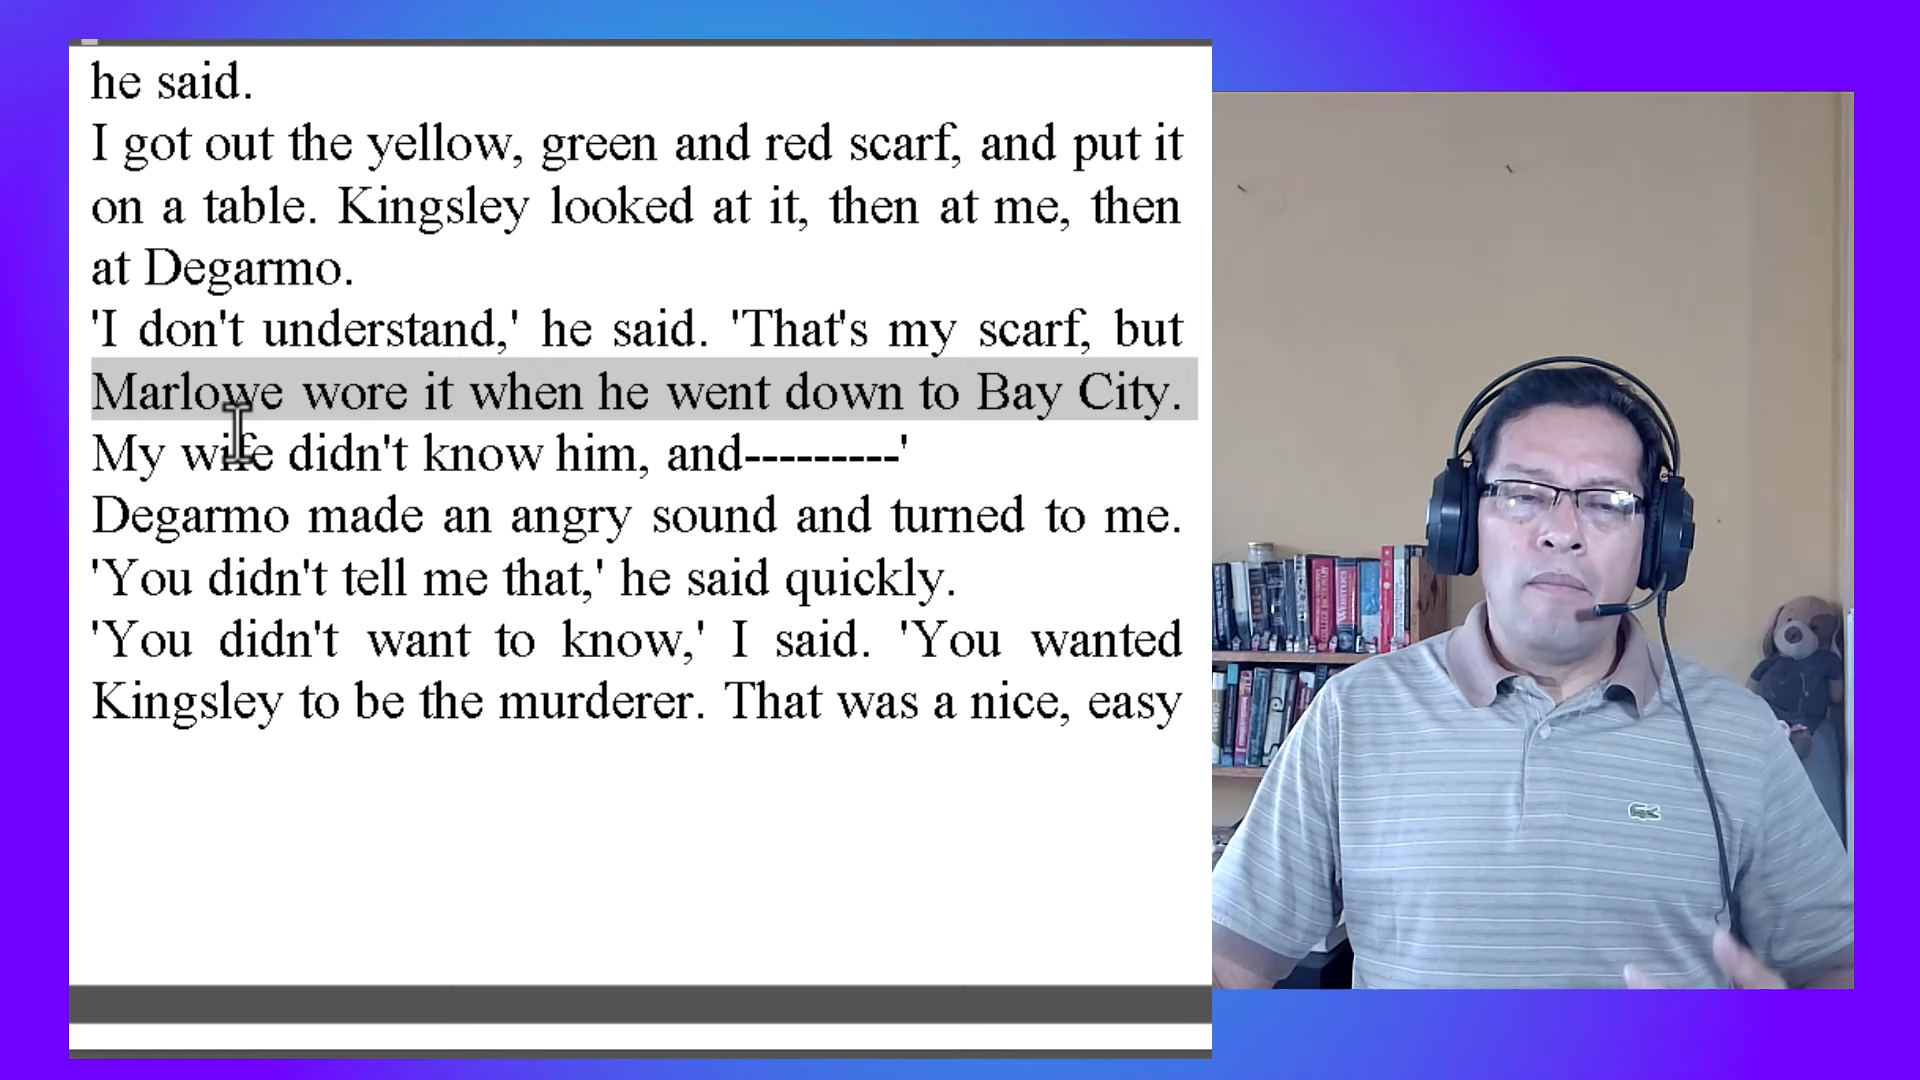 he said.
I got out the yellow, green and red scarf, and put it
on a table. Kingsley looked at it, then at me, then
at Degarmo.
'I don't understand,' he said. 'That's my scarf, but
Marlowe wore it when he went down to Bay City.
My wife didn't know him, and---------'
Degarmo made an angry sound and turned to me.
'You didn't tell me that,' he said quickly.
'You didn't want to know,' I said. 'You wanted
Kingsley to be the murderer. That was a nice, easy